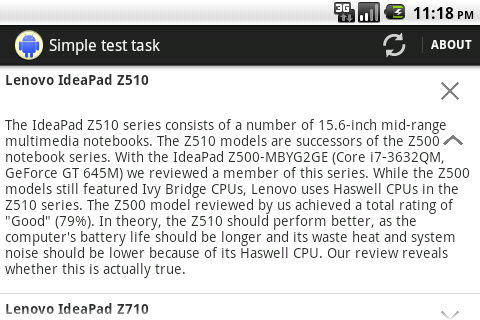 3G 11:18 PM
Simple test task ABOUT
Lenovo IdeaPad Z510
The IdeaPad Z510 series consists of a number of 15.6-inch mid-range
multimedia notebooks. The Z510 models are successors of the Z500
notebook series. With the IdeaPad Z500-MBYG2GE (Core i7-3632QM,
GeForce GT 645M) we reviewed a member of this series. While the Z500
models still featured Ivy Bridge CPUs, Lenovo uses Haswell CPUs in the
Z510 series. The Z500 model reviewed by us achieved a total rating of
"Good" (79%). In theory, the Z510 should perform better, as the
computer's battery life should be longer and its waste heat and system
noise should be lower because of its Haswell CPU. Our review reveals
whether this is actually true.
Lenovo IdeaPad Z710